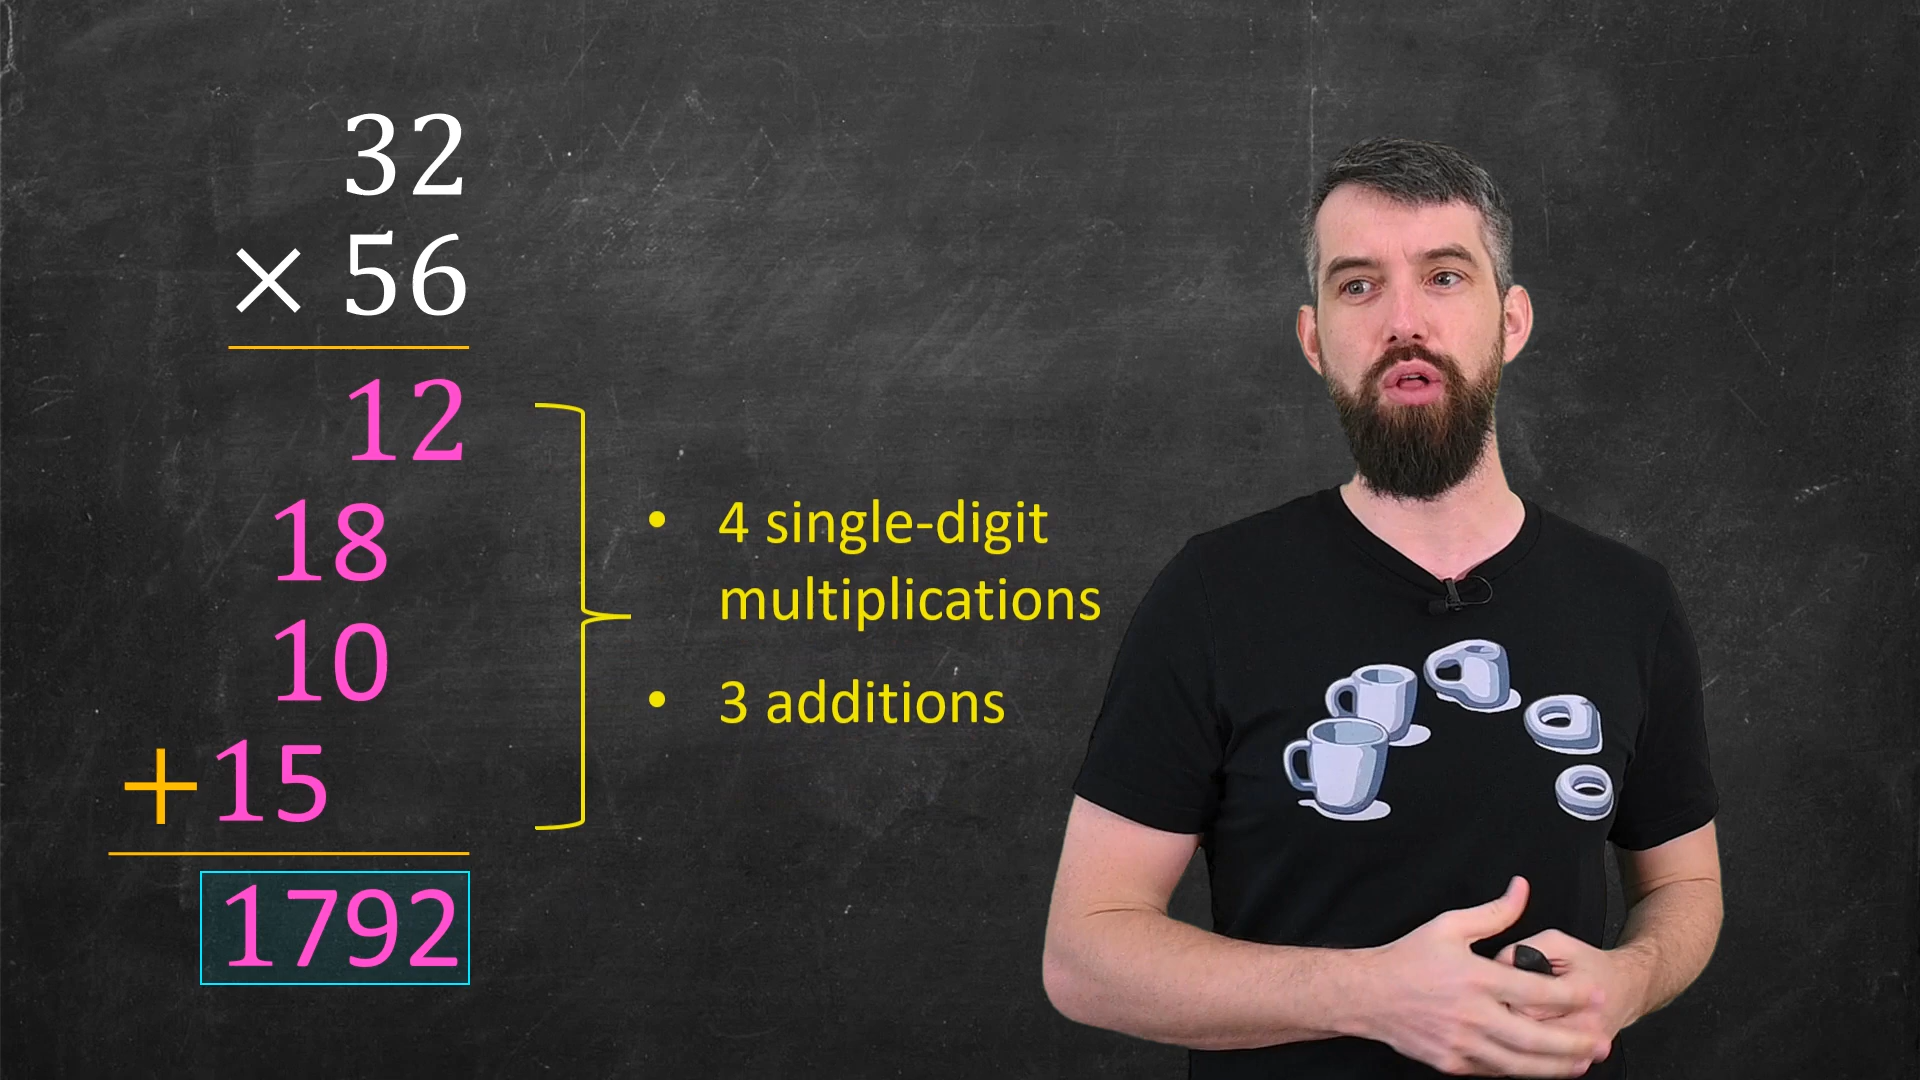 32
× 56
12
18
10
+15
1792
• 4 single-digit
multiplications
• 3 additions